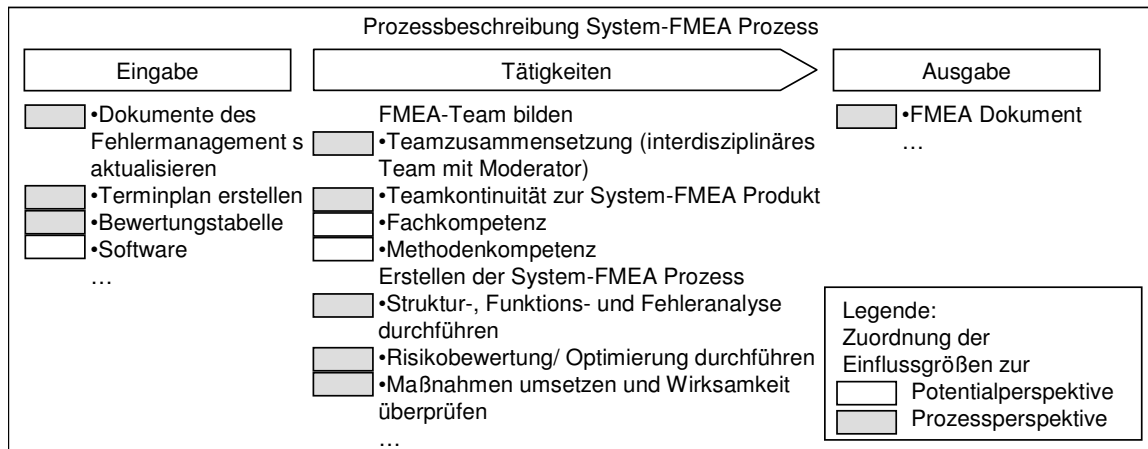 Prozessbeschreibung System-FMEA Prozess
Eingabe
•Dokumente des
Fehlermanagement s
aktualisieren
•Terminplan erstellen
•Bewertungstabelle
•Software
…
Tätigkeiten
FMEA-Team bilden
•Teamzusammensetzung (interdisziplinäres
Team mit Moderator)
•Teamkontinuität zur System-FMEA Produkt
•Fachkompetenz
•Methodenkompetenz
Erstellen der System-FMEA Prozess
•Struktur-, Funktions- und Fehleranalyse
durchführen
•Risikobewertung/ Optimierung durchführen
•Maßnahmen umsetzen und Wirksamkeit
überprüfen
…
Ausgabe
•FMEA Dokument
…
Legende:
Zuordnung der
Einflussgrößen zur
Potentialperspektive
Prozessperspektive